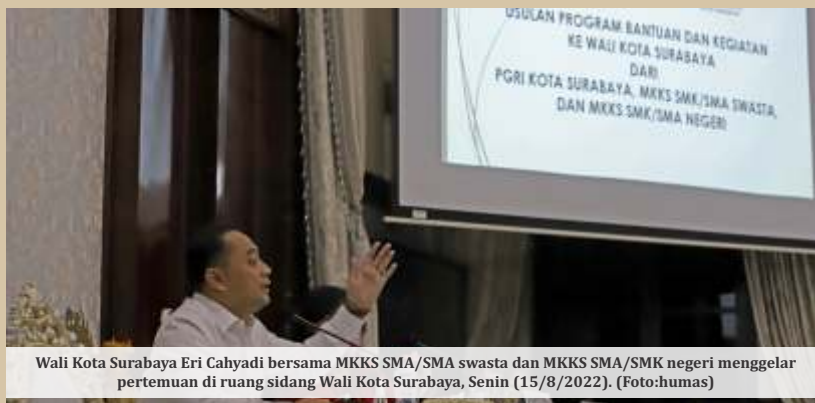 USULAN PROGRAM BANTUAN DAN KEGIATAN
KE WALI KOTA SURABAYA
DARI
PGRI KOTA SURABAYA, MKKS SMK/SMA SWASTA,
DAN MKKS SMK/SMA NEGERI
Wali Kota Surabaya Eri Cahyadi bersama MKKS SMA/SMA swasta dan MKKS SMA/SMK negeri menggelar
pertemuan di ruang sidang Wali Kota Surabaya, Senin (15/8/2022). (Foto:humas)